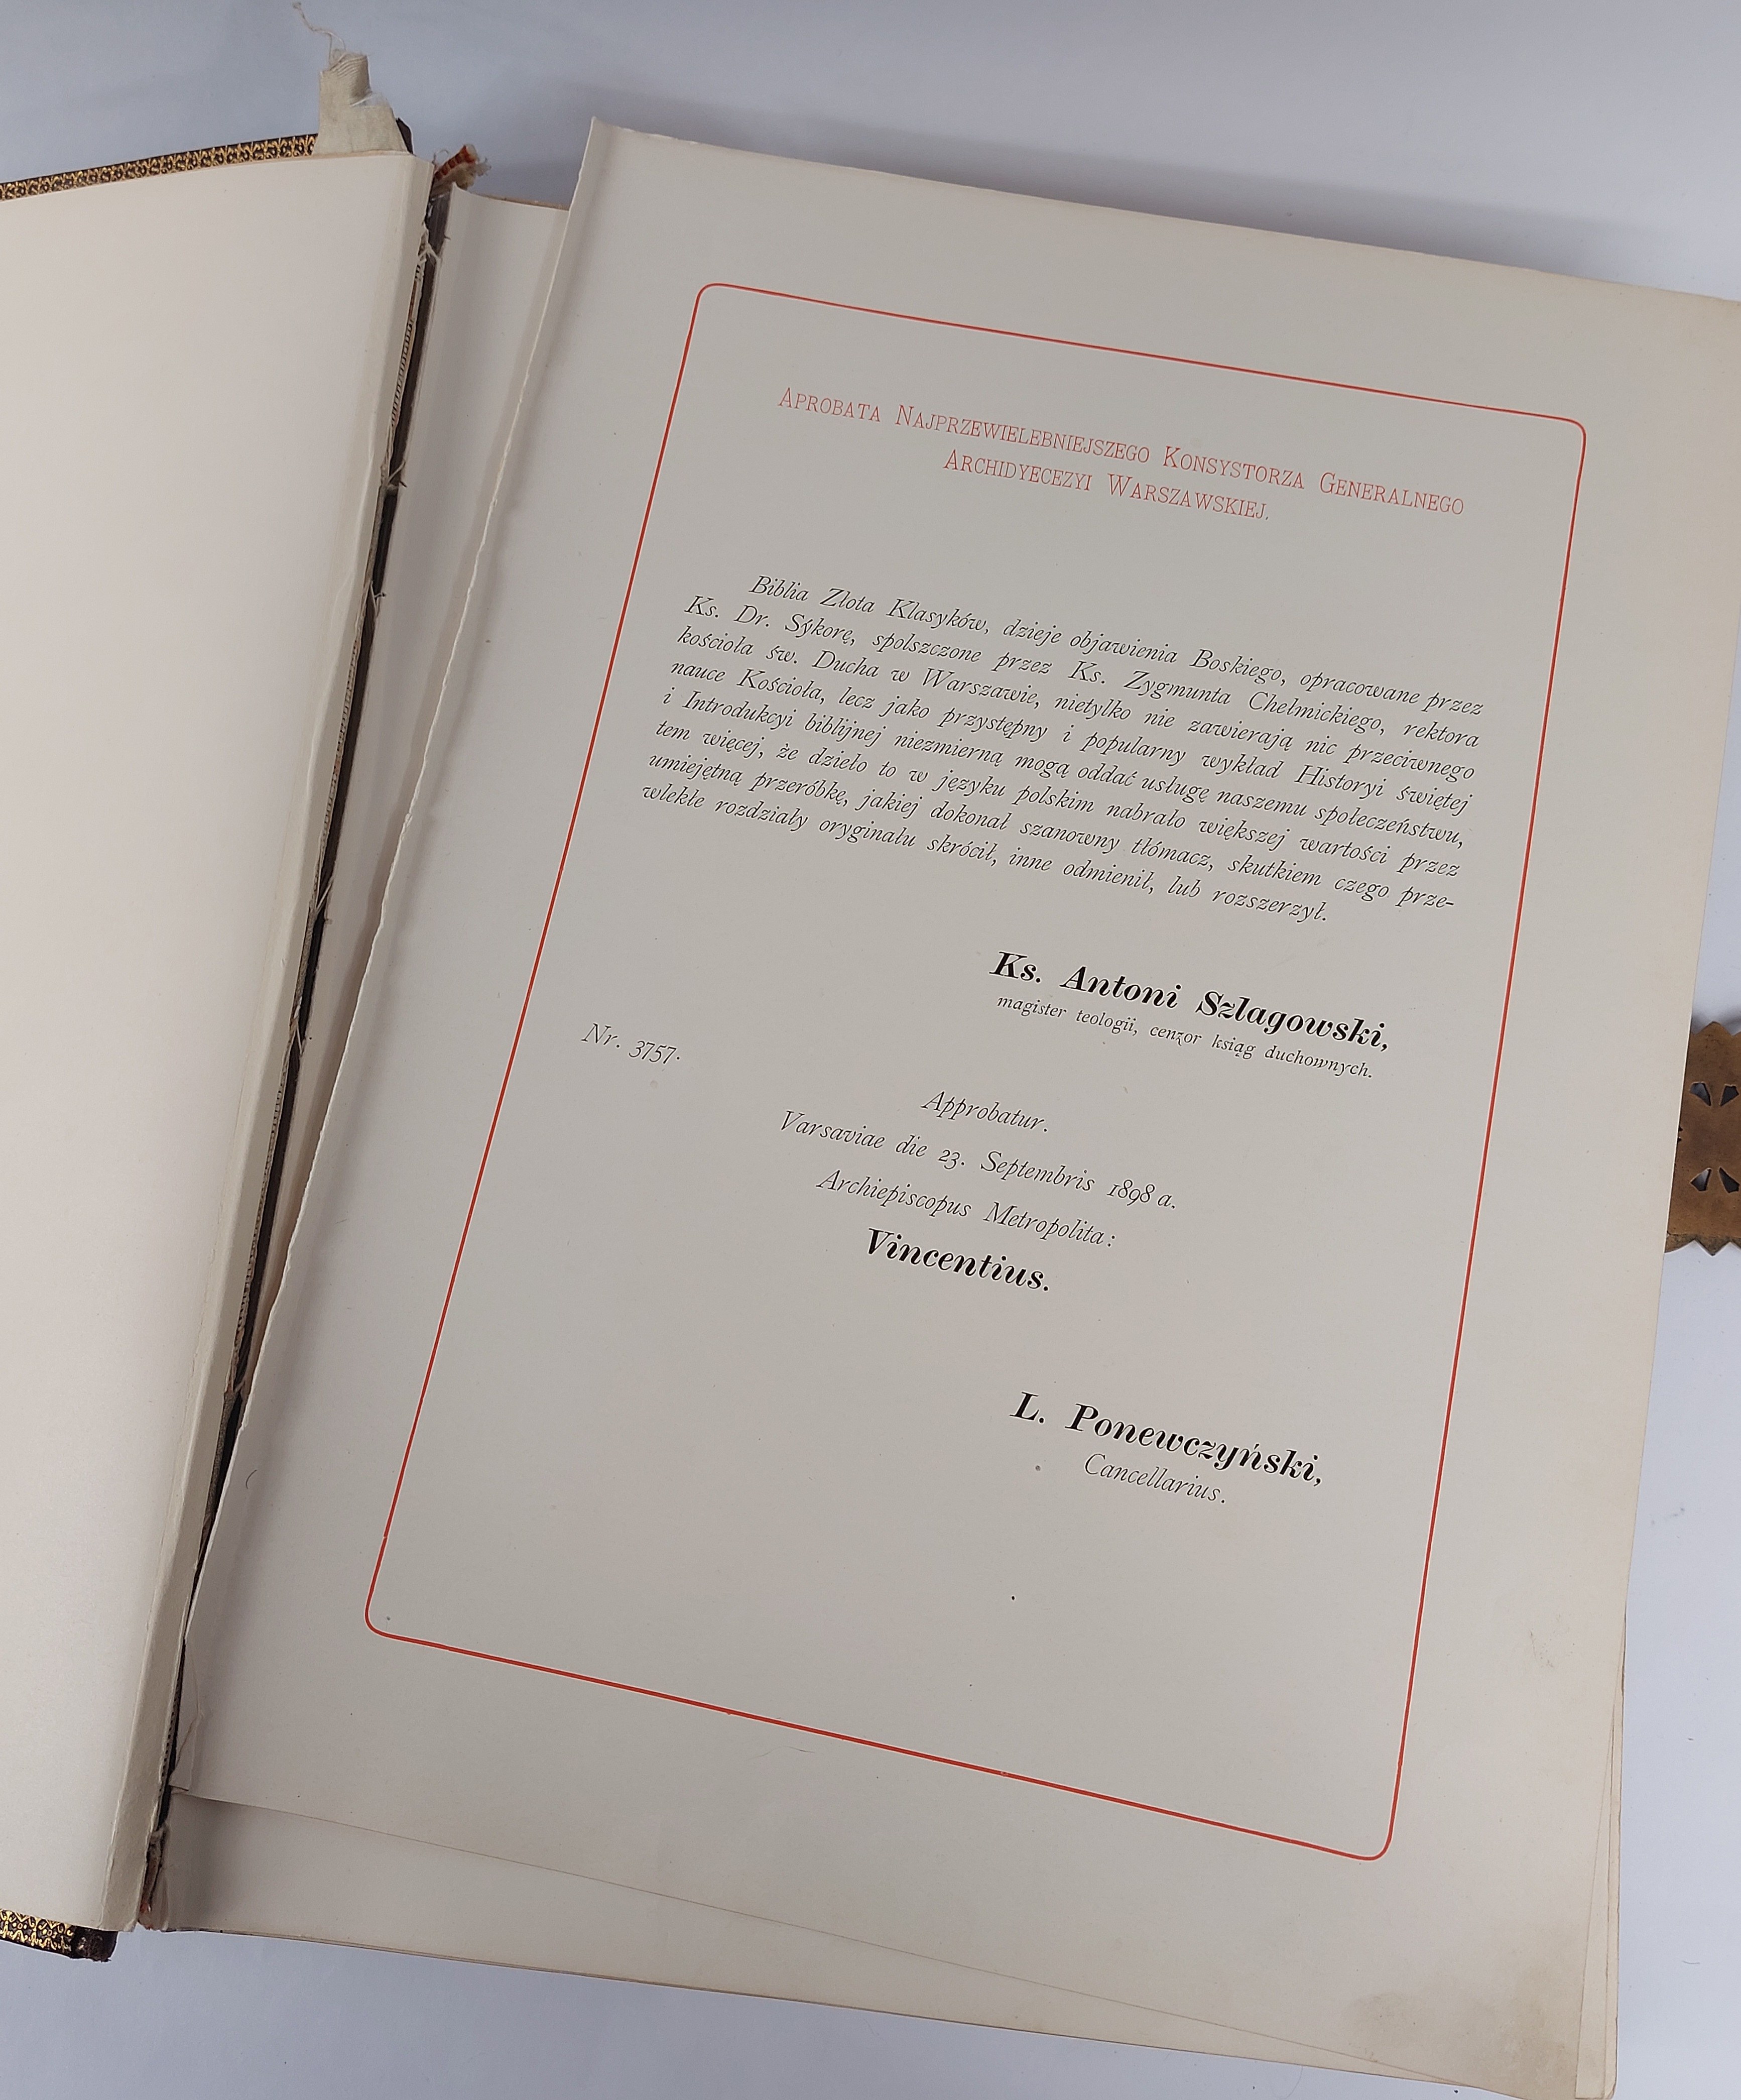 Aprobata Najprzewielebniejszego Konsystorza Generalnego
Archidyecezyi Warszawskiej.
Biblia Złota Klasyków, dzieje objawienia Boskiego, opracowane przez
Ks. Dr. Sýkorę, spolszczone przez Ks. Zygmunta Chełmickiego, rektora
kościoła św. Ducha w Warszawie, nietylko nie zawierają nic przeciwnego
nauce Kościoła, lecz jako przystępny i popularny wykład Historyi świętej
i Introdukcyi biblijnej niezmierną mogą oddać usługę naszemu społeczeństwu,
tem więcej, że dzieło to w języku polskim nabrało większej wartości przez
umiejętną przeróbkę, jakiej dokonał szanowny tłómacz, skutkiem czego prze-
wlekłe rozdziały oryginału skrócił, inne odmienił, lub rozszerzył.
Ks. Antoni Szlagowski,
magister teologii, cenzor ksiąg duchownych.
Nr. 3757.
Approbatur.
Varsaviae die 23. Septembris 1898 a.
Archiepiscopus Metropolita:
Vincentius.
L. Ponewczyński,
Cancellarius.